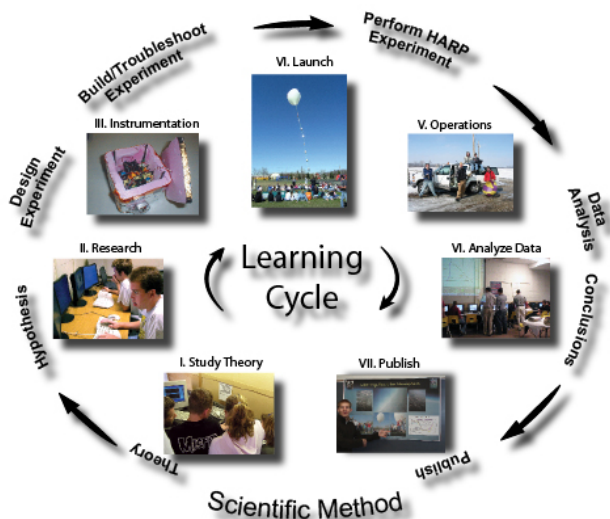 Build/Troubleshoot
Experiment
Perform HARP
Experiment
VI. Launch
III. Instrumentation
V. Operations
Design
Experiment
Data
Analysis
II. Research
Learning
Cycle
VI. Analyze Data
Hypothesis
Conclusions
I. Study Theory
VII. Publish
MISFITS
Theory
Publish
Scientific Method